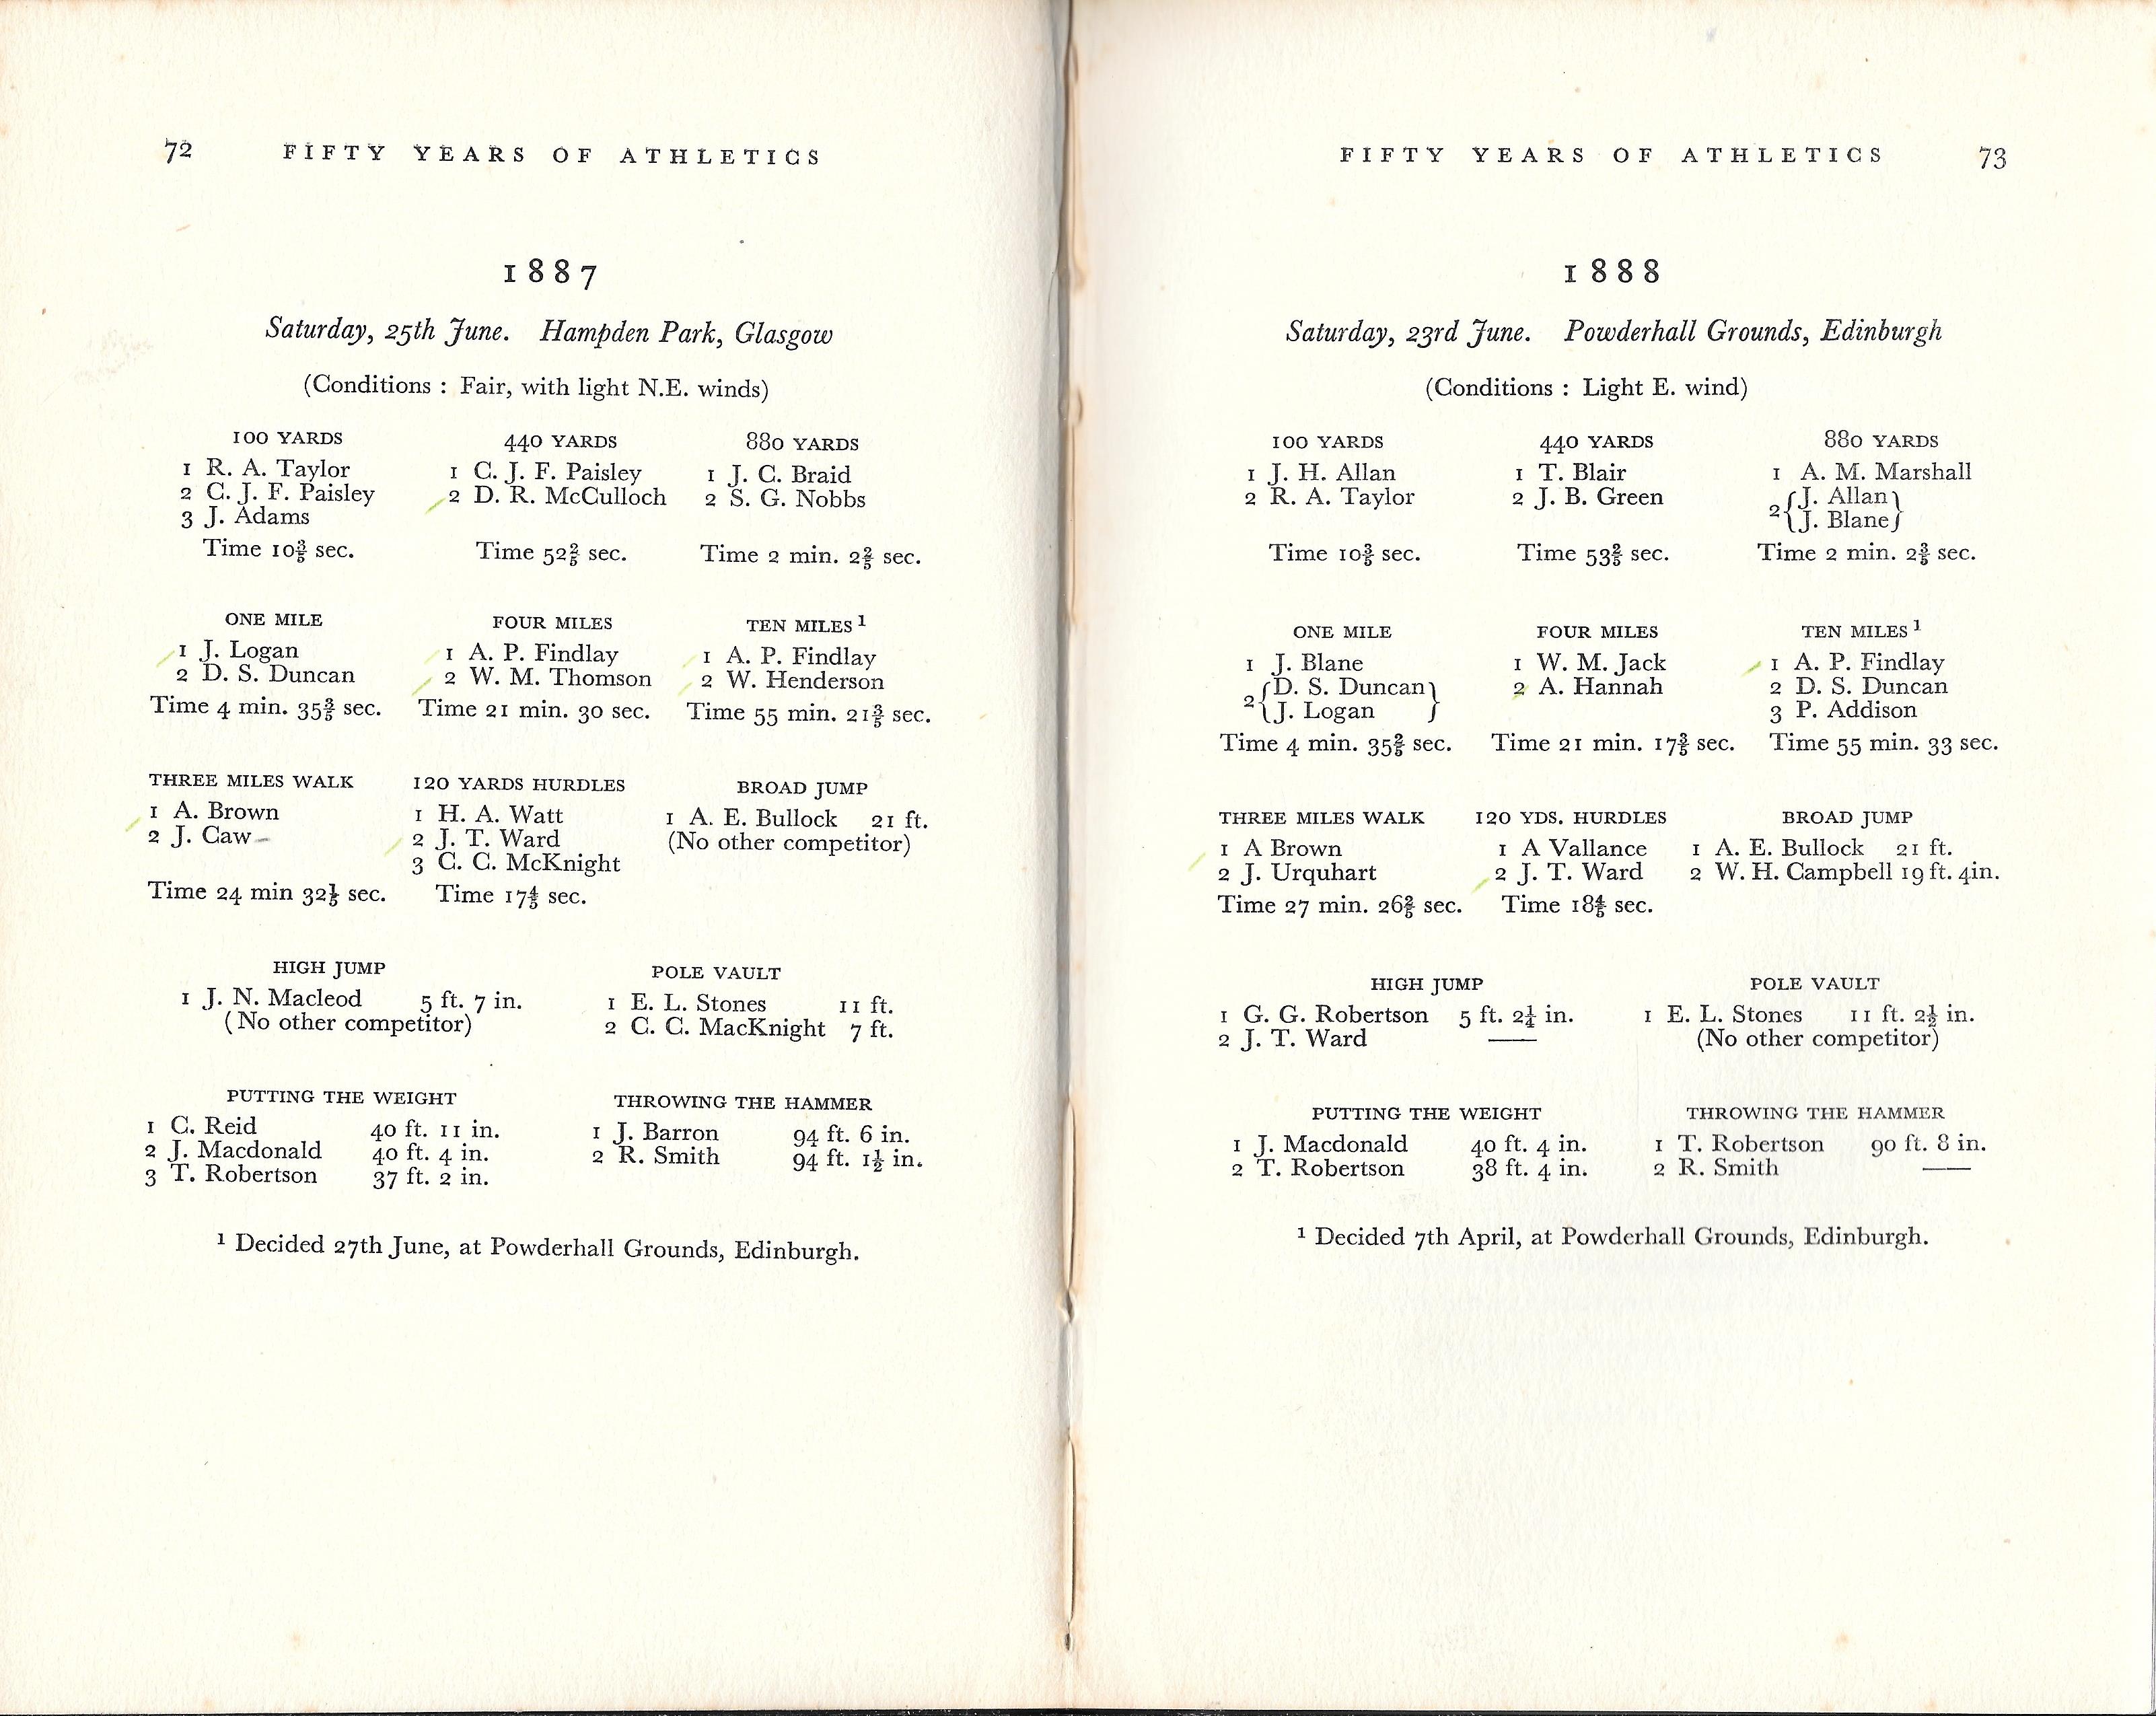 72 FIFTY YEARS OF ATHLETICS
1887
Saturday, 25th June. Hampden Park, Glasgow
(Conditions : Fair, with light N.E. winds)
100 YARDS
1 R. A. Taylor
2 C. J. F. Paisley
3 J. Adams
Time 10⅗ sec.
440 YARDS
1 C. J. F. Paisley
2 D. R. McCulloch
Time 52⅖ sec.
880 YARDS
1 J. C. Braid
2 S. G. Nobbs
Time 2 min. 2⅖ sec.
ONE MILE
1 J. Logan
2 D. S. Duncan
Time 4 min. 35⅖ sec.
FOUR MILES
1 A. P. Findlay
2 W. M. Thomson
Time 21 min. 30 sec.
TEN MILES ¹
1 A. P. Findlay
2 W. Henderson
Time 55 min. 21⅗ sec.
THREE MILES WALK
1 A. Brown
2 J. Caw
Time 24 min 32½ sec.
120 YARDS HURDLES
1 H. A. Watt
2 J. T. Ward
3 C. C. McKnight
Time 17⅘ sec.
BROAD JUMP
1 A. E. Bullock 21 ft.
(No other competitor)
HIGH JUMP
1 J. N. Macleod 5 ft. 7 in.
(No other competitor)
POLE VAULT
1 E. L. Stones 11 ft.
2 C. C. MacKnight 7 ft.
PUTTING THE WEIGHT
1 C. Reid 40 ft. 11 in.
2 J. Macdonald 40 ft. 4 in.
3 T. Robertson 37 ft. 2 in.
THROWING THE HAMMER
1 J. Barron 94 ft. 6 in.
2 R. Smith 94 ft. 1½ in.
¹ Decided 27th June, at Powderhall Grounds, Edinburgh.
FIFTY YEARS OF ATHLETICS 73
1888
Saturday, 23rd June. Powderhall Grounds, Edinburgh
(Conditions : Light E. wind)
100 YARDS
1 J. H. Allan
2 R. A. Taylor
Time 10⅗ sec.
440 YARDS
1 T. Blair
2 J. B. Green
Time 53⅖ sec.
880 YARDS
1 A. M. Marshall
2 {J. Allan}
{J. Blane}
Time 2 min. 2⅗ sec.
ONE MILE
1 J. Blane
2 {D. S. Duncan}
{J. Logan}
Time 4 min. 35⅖ sec.
FOUR MILES
1 W. M. Jack
2 A. Hannah
Time 21 min. 17⅗ sec.
TEN MILES ¹
1 A. P. Findlay
2 D. S. Duncan
3 P. Addison
Time 55 min. 33 sec.
THREE MILES WALK
1 A Brown
2 J. Urquhart
Time 27 min. 26⅖ sec.
120 YDS. HURDLES
1 A Vallance
2 J. T. Ward
Time 18⅘ sec.
BROAD JUMP
1 A. E. Bullock 21 ft.
2 W. H. Campbell 19 ft. 4in.
HIGH JUMP
1 G. G. Robertson 5 ft. 2¼ in.
2 J. T. Ward ——
POLE VAULT
1 E. L. Stones 11 ft. 2½ in.
(No other competitor)
PUTTING THE WEIGHT
1 J. Macdonald 40 ft. 4 in.
2 T. Robertson 38 ft. 4 in.
THROWING THE HAMMER
1 T. Robertson 90 ft. 8 in.
2 R. Smith ——
¹ Decided 7th April, at Powderhall Grounds, Edinburgh.